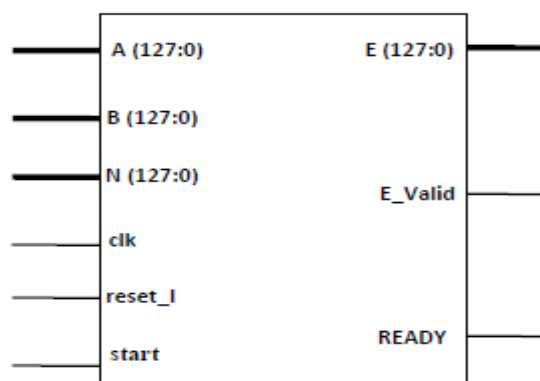 A (127:0)
E (127:0)
B (127:0)
N (127:0)
E_Valid
clk
reset_l
READY
start